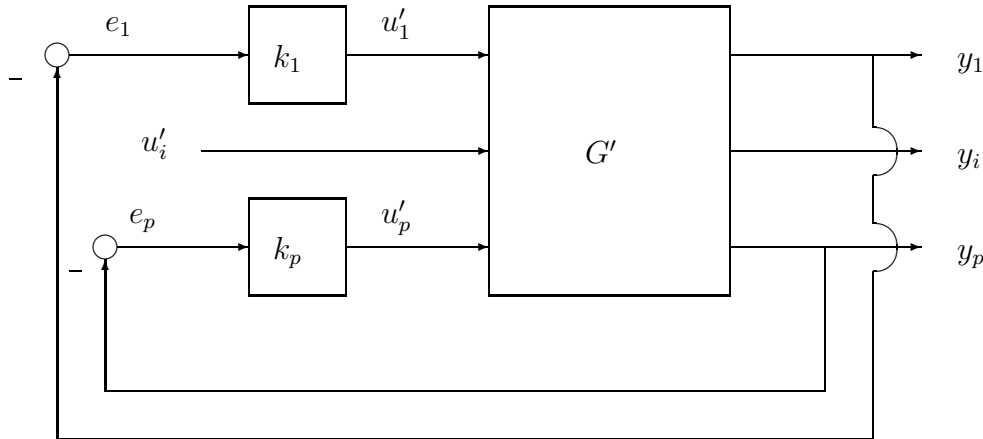 e₁ k₁ u′₁ y₁
−
u′ᵢ G′ yᵢ
eₚ kₚ u′ₚ yₚ
−